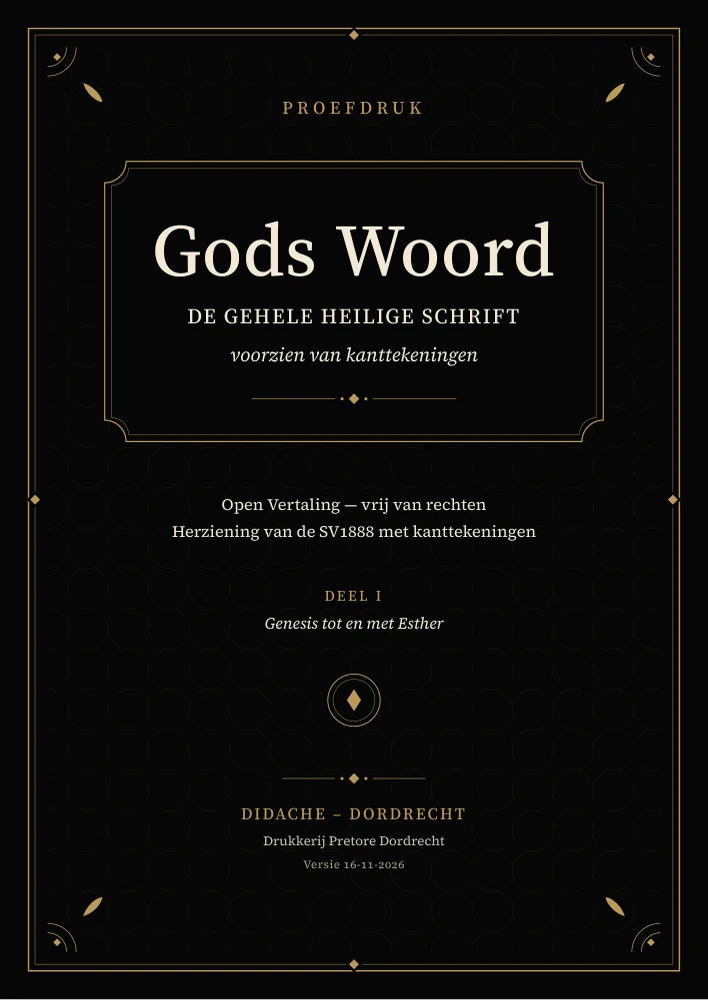 PROEFDRUK
Gods Woord
DE GEHELE HEILIGE SCHRIFT
voorzien van kanttekeningen
Open Vertaling — vrij van rechten
Herziening van de SV1888 met kanttekeningen
DEEL I
Genesis tot en met Esther
DIDACHE – DORDRECHT
Drukkerij Pretore Dordrecht
Versie 16-11-2026